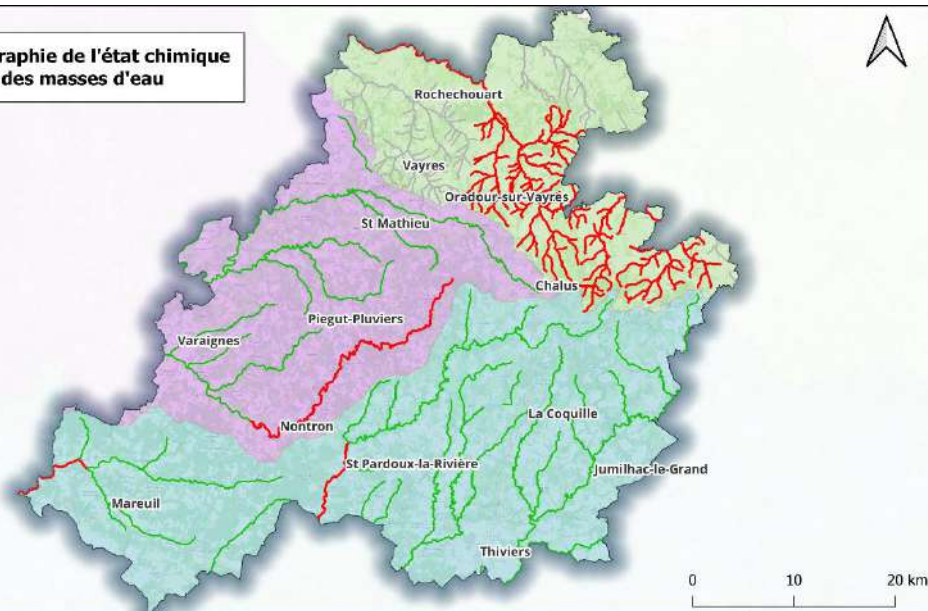 raphie de l'état chimique
des masses d'eau
Rochechouart
Vayres
Oradour-sur-Vayres
St Mathieu
Chalus
Piegut-Pluviers
Varaignes
La Coquille
Nontron
St Pardoux-la-Rivière
Jumilhac-le-Grand
Mareuil
Thiviers
0 10 20 km